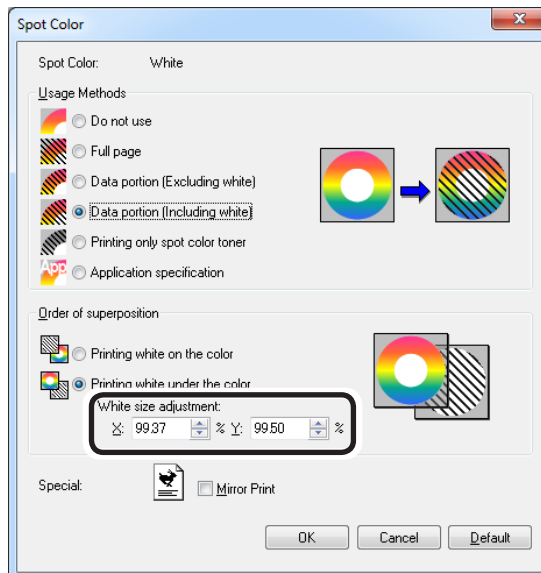 Spot Color
Spot Color: White
Usage Methods
Do not use
Full page
Data portion (Excluding white)
Data portion (Including white)
Printing only spot color toner
App
Application specification
Order of superposition
Printing white on the color
Printing white under the color
White size adjustment:
X: 99.37 % Y: 99.50 %
Special: Mirror Print
OK Cancel Default